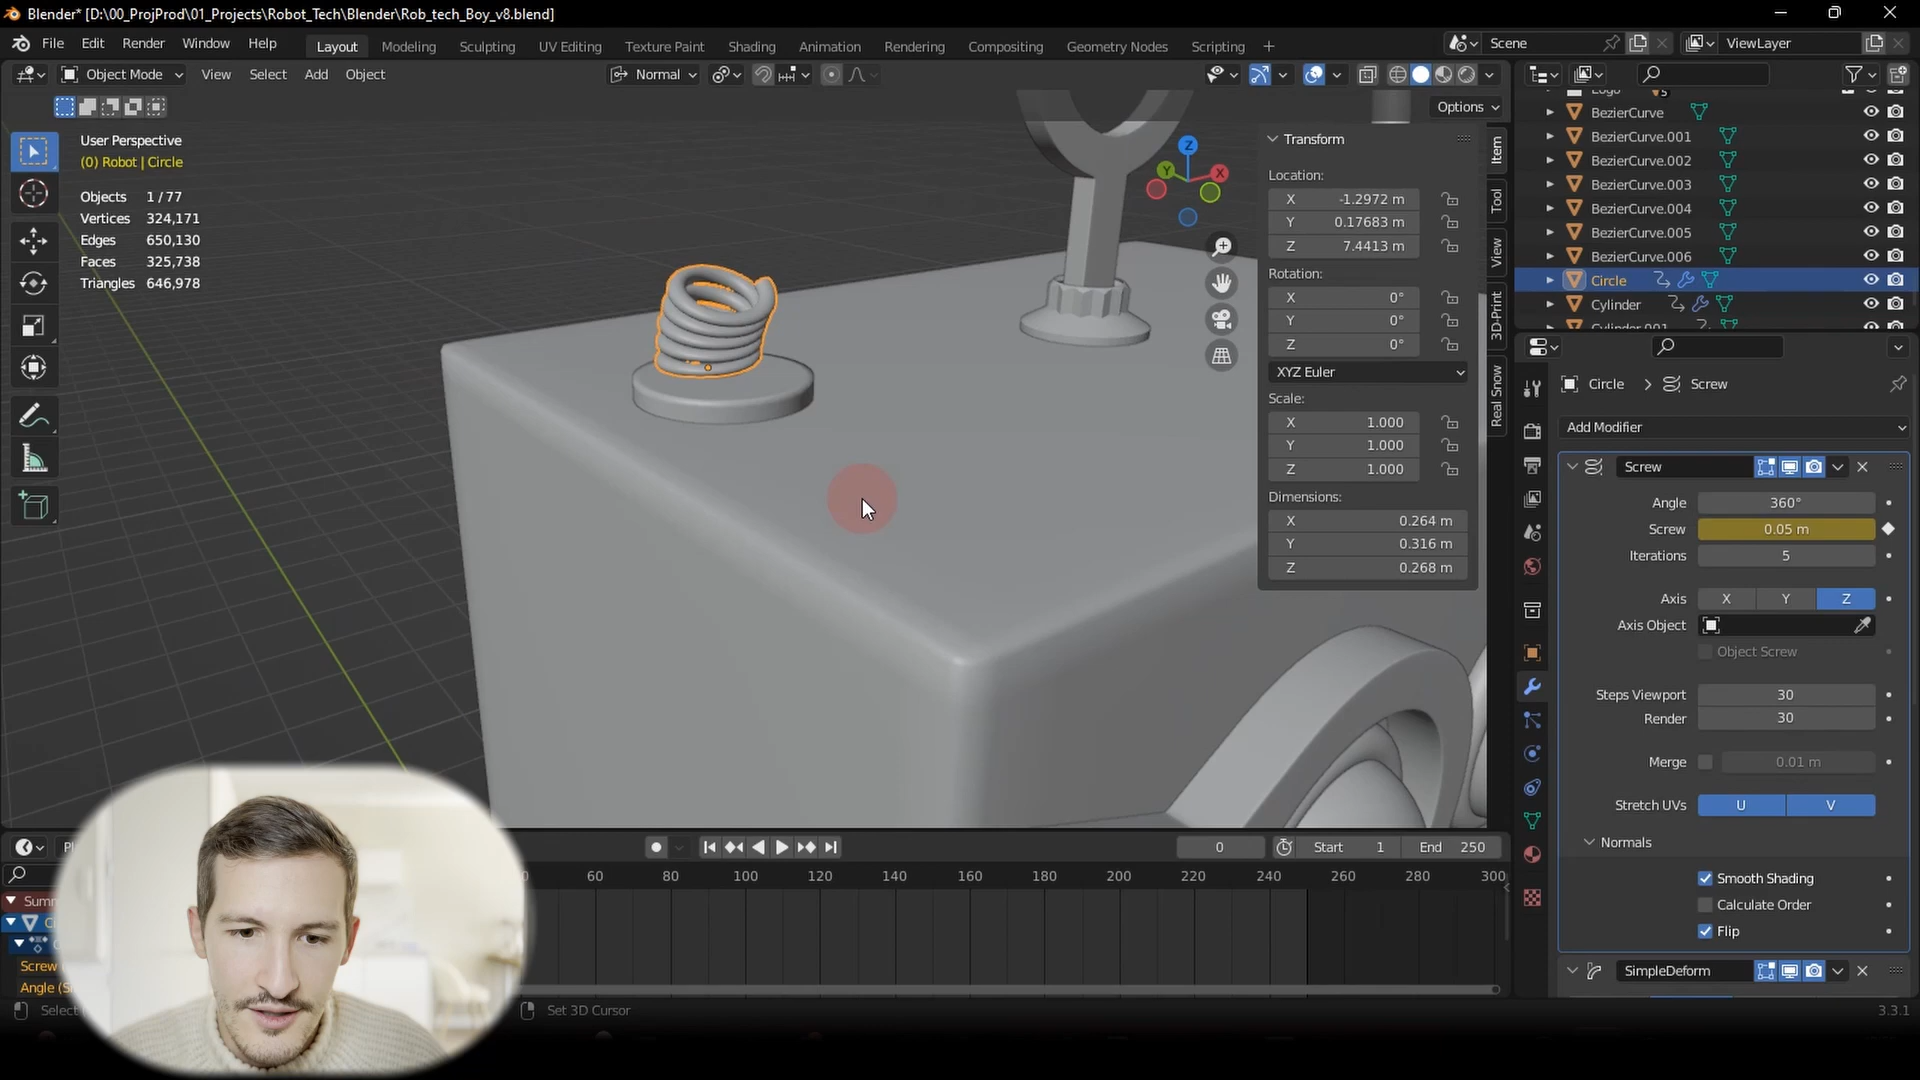 Blender* [D:\00_ProjProd\01_Projects\Robot_Tech\Blender\Rob_tech_Boy_v8.blend]
File Edit Render Window Help
Layout Modeling Sculpting UV Editing Texture Paint Shading Animation Rendering Compositing Geometry Nodes Scripting +
Scene
ViewLayer
Object Mode View Select Add Object
Normal
Options
User Perspective
(0) Robot | Circle
Objects 1 / 77
Vertices 324,171
Edges 650,130
Faces 325,738
Triangles 646,978
Z
Y
X
Transform
Location:
X -1.2972 m
Y 0.17683 m
Z 7.4413 m
Rotation:
X 0°
Y 0°
Z 0°
XYZ Euler
Scale:
X 1.000
Y 1.000
Z 1.000
Dimensions:
X 0.264 m
Y 0.316 m
Z 0.268 m
Item
Tool
View
3D-Print
Real Snow
BezierCurve
BezierCurve.001
BezierCurve.002
BezierCurve.003
BezierCurve.004
BezierCurve.005
BezierCurve.006
Circle
Cylinder
Cylinder.001
Circle > Screw
Add Modifier
Screw
Angle 360°
Screw 0.05 m
Iterations 5
Axis X Y Z
Axis Object
Object Screw
Steps Viewport 30
Render 30
Merge 0.01 m
Stretch UVs U V
Normals
Smooth Shading
Calculate Order
Flip
SimpleDeform
0
Start 1
End 250
60 80 100 120 140 160 180 200 220 240 260 280 300
Summ
Screw
Angle (S
Select
Set 3D Cursor
3.3.1